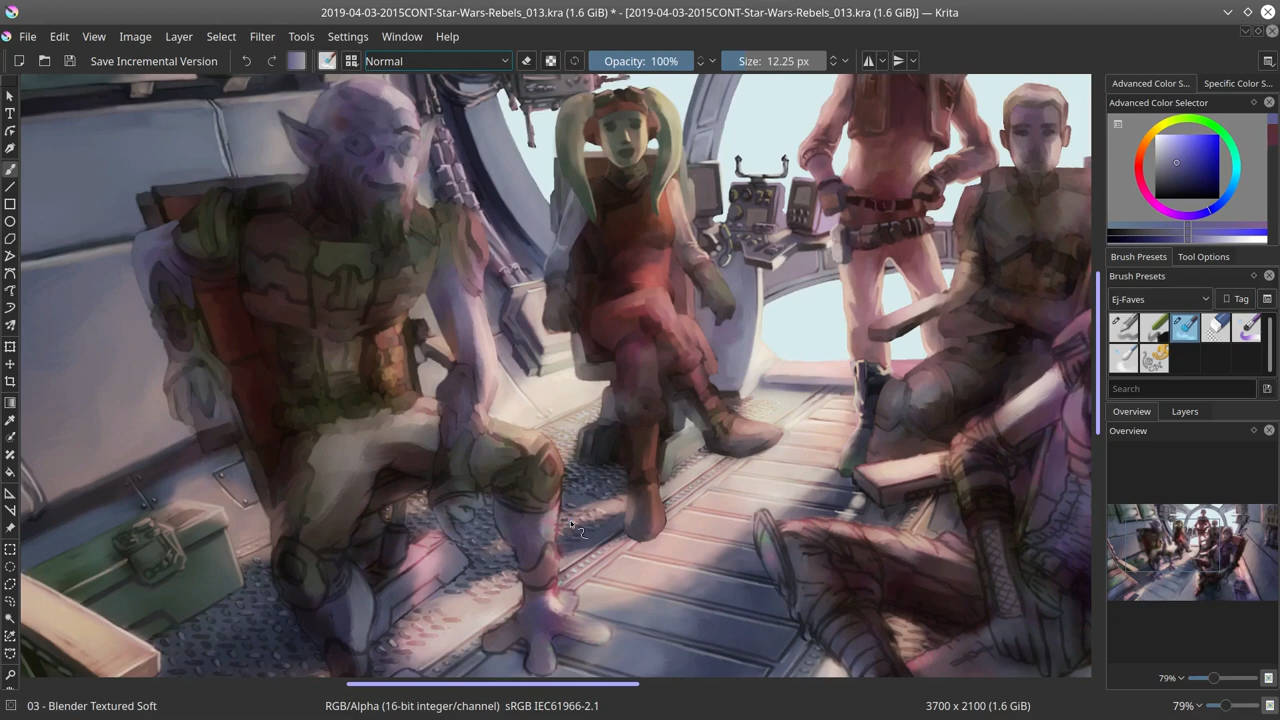 2019-04-03-2015CONT-Star-Wars-Rebels_013.kra (1.6 GiB) * - [2019-04-03-2015CONT-Star-Wars-Rebels_013.kra (1.6 GiB)] — Krita
File Edit View Image Layer Select Filter Tools Settings Window Help
Save Incremental Version Normal Opacity: 100% Size: 12.25 px
Advanced Color S... Specific Color S...
Advanced Color Selector
Brush Presets Tool Options
Brush Presets
Ej-Faves Tag
Search
Overview Layers
Overview
79%
03 - Blender Textured Soft RGB/Alpha (16-bit integer/channel) sRGB IEC61966-2.1 3700 x 2100 (1.6 GiB) 79%